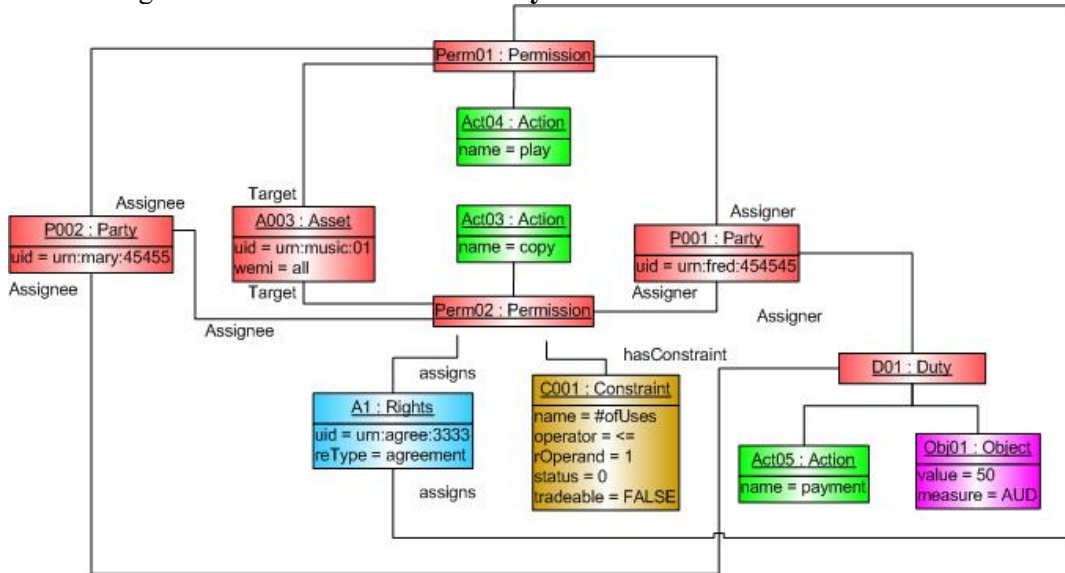 Perm01 : Permission
Act04 : Action
name = play
Target
Assignee
A003 : Asset
uid = urn:music:01
wemi = all
Target
Act03 : Action
name = copy
Assigner
P002 : Party
uid = urn:mary:45455
Assignee
P001 : Party
uid = urn:fred:454545
Assigner
Perm02 : Permission
Assignee
Assigner
hasConstraint
assigns
D01 : Duty
A1 : Rights
uid = urn:agree:3333
reType = agreement
assigns
C001 : Constraint
name = #ofUses
operator = <=
rOperand = 1
status = 0
tradeable = FALSE
Act05 : Action
name = payment
Obj01 : Object
value = 50
measure = AUD